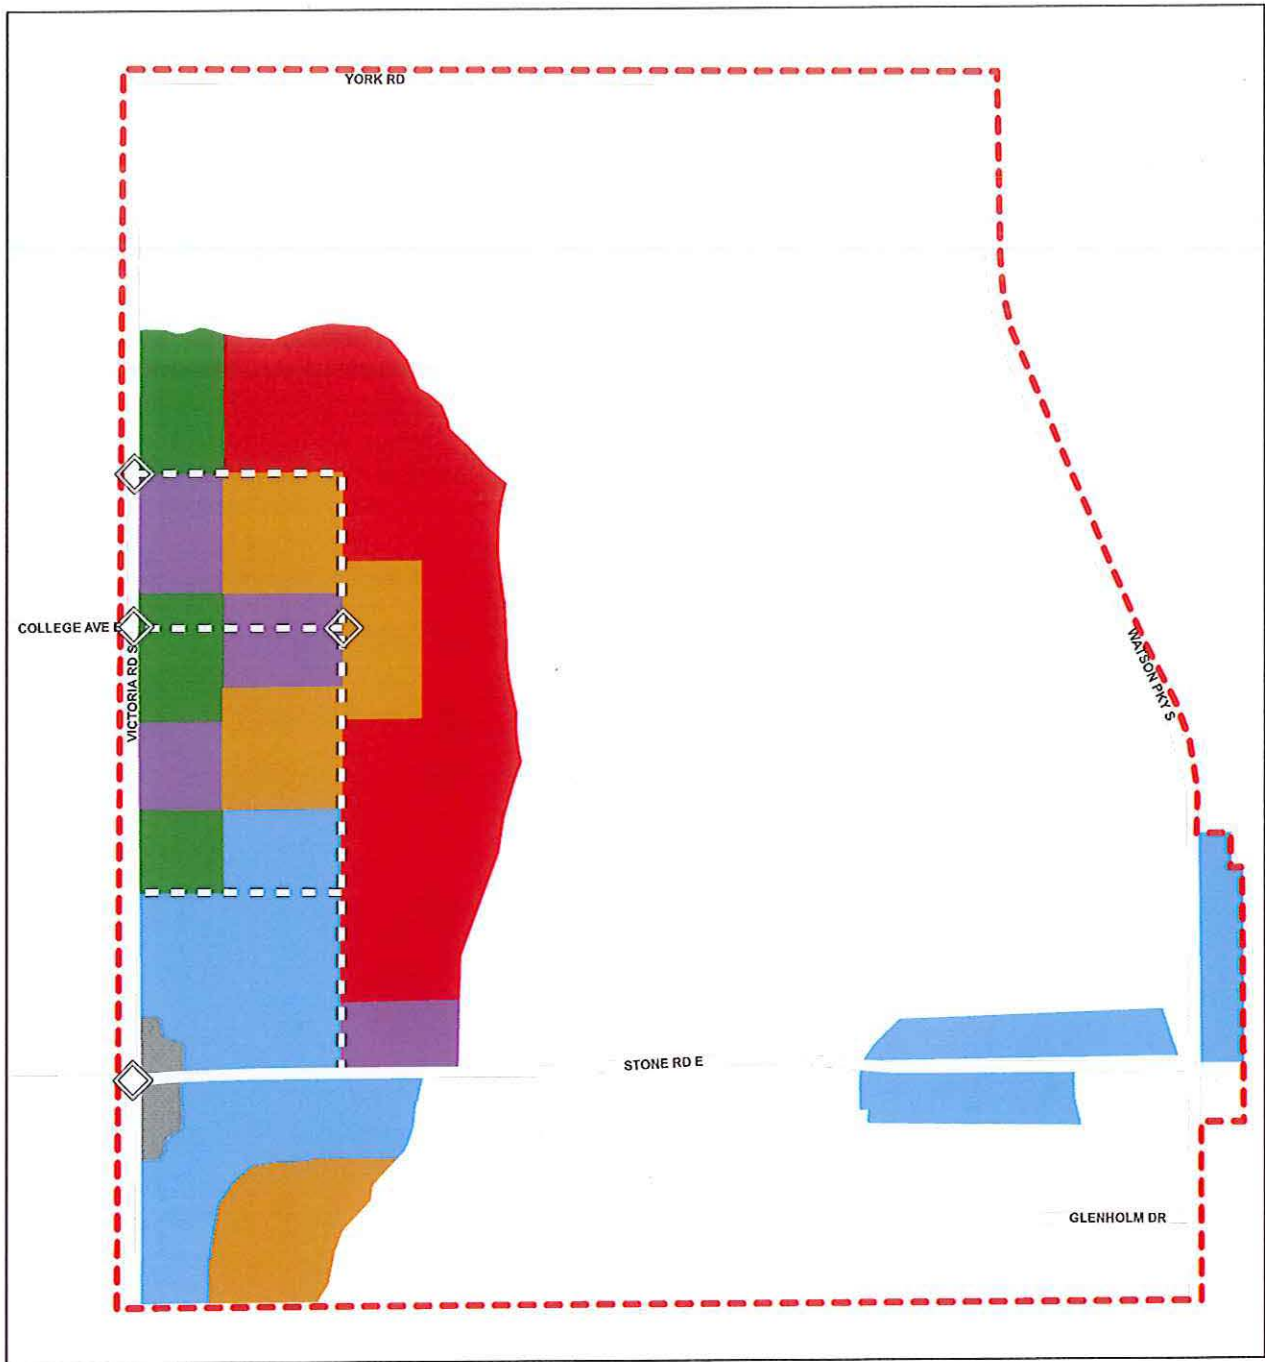 YORK RD
COLLEGE AVE E
VICTORIA RD S
WATSON PKY S
STONE RD E
GLENHOLM DR